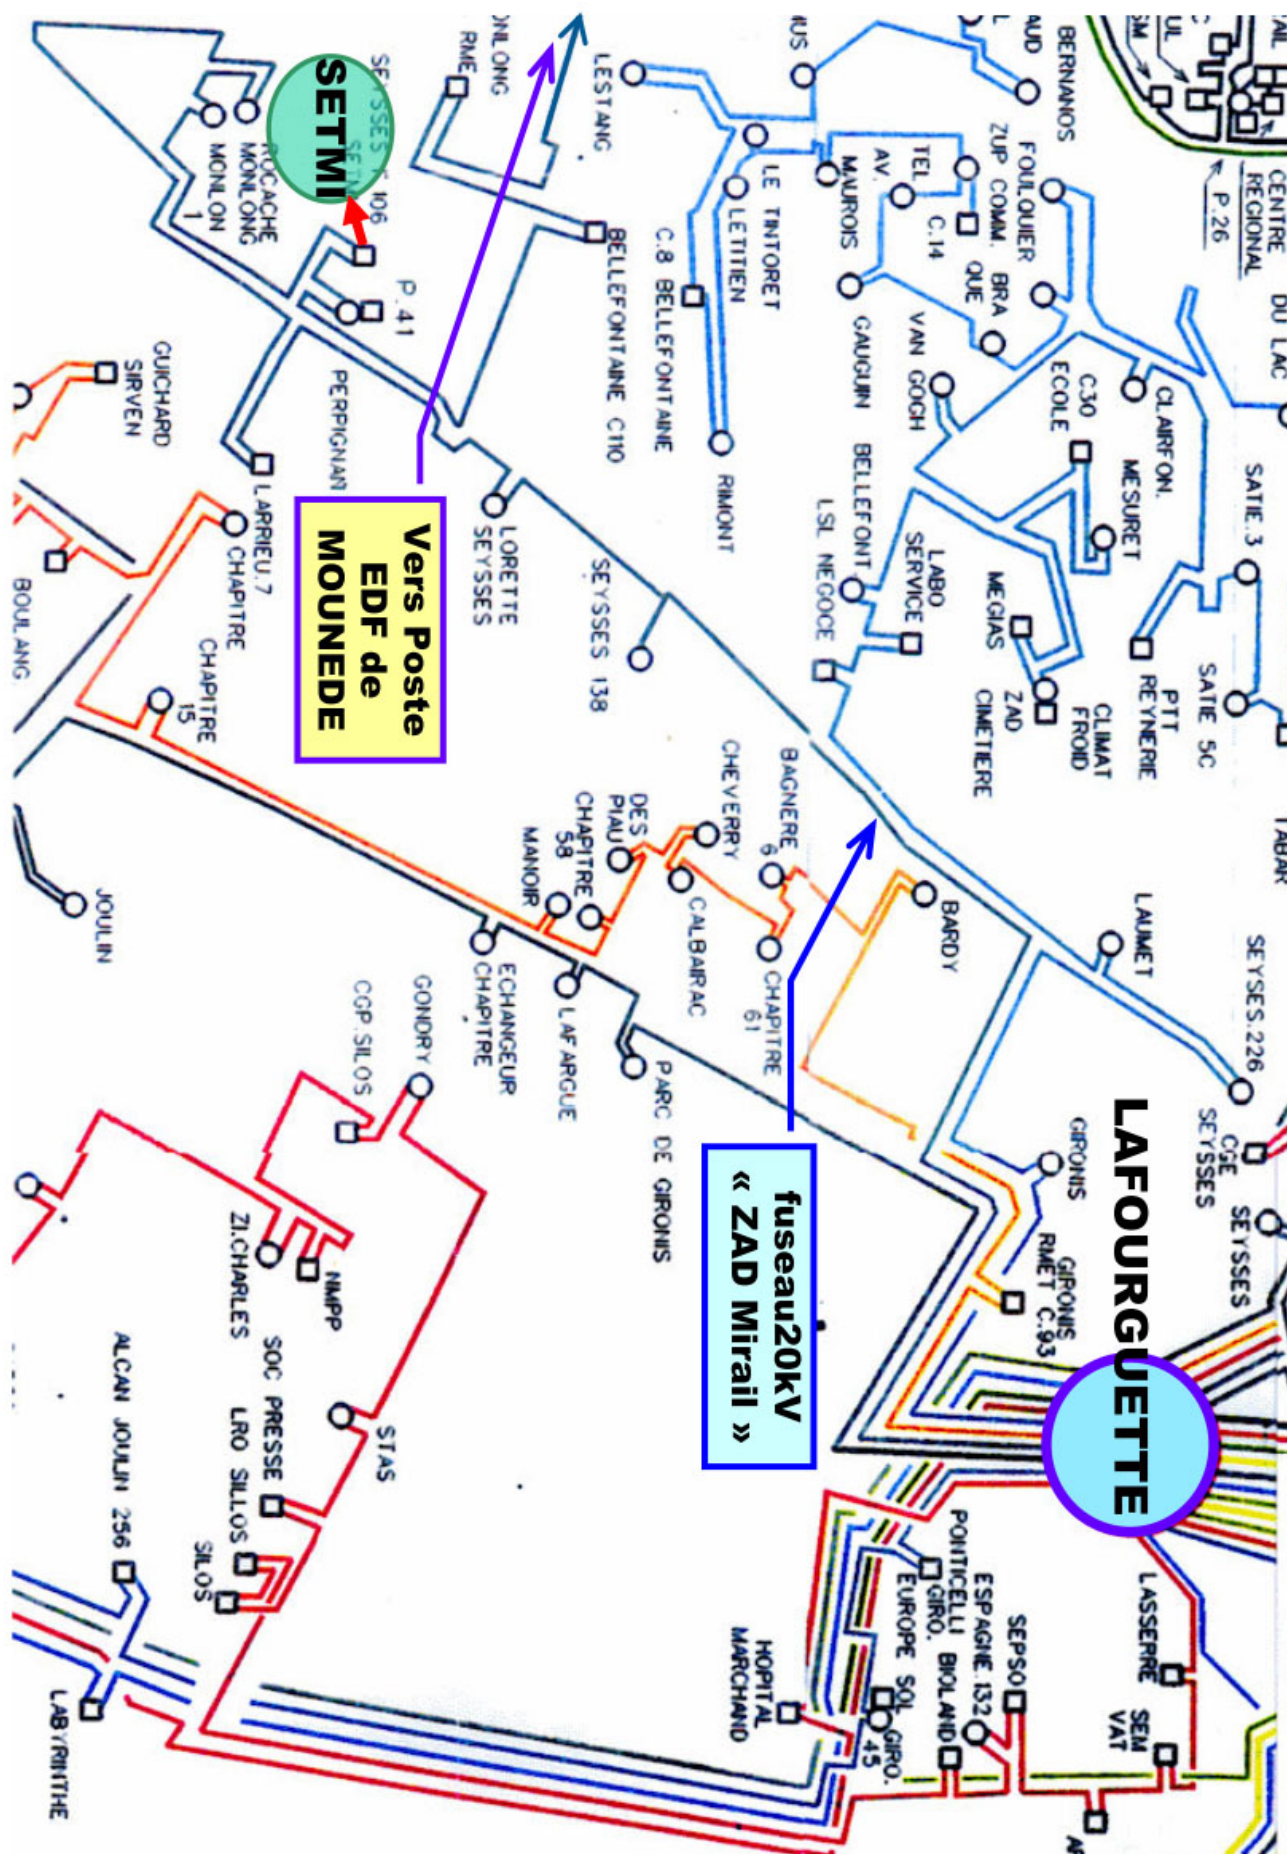 CENTRE
REGIONAL
P.26
DU LAC
SATIE.3
SATIE 5C
SEYSES.226
CGE
SEYSSES
SEYSSES
BERNANOS
FOULQUIER
ZUP COMM.
BRA
QUE
TEL
AV.
C.14
CLAIRFON.
C30
ECOLE
MESURET
PTT
REYNERIE
CLIMAT
FROID
ZAD
CIMETIERE
MEGIAS
LAUMET
LAFOURGUETTE
LASSERRE
SEM
VAT
MAUROIS
VAN GOGH
GAUGUIN
BELLEFONT
LABO
SERVICE
LSI. NEGOCE
BARDY
GIRONIS
GIRONIS
RMET C.93
SEPSO
ESPAGNE.132
BIOLAND
PONTICELLI
GIRO.
EUROPE SOL
GIRO.
45
LE TINTORET
LETITIEN
C.8 BELLEFONTAINE
RIMONT
LESTANG
BELLEFONTAINE C110
BAGNERE
6
CHEVERRY
CALBAIRAC
CHAPITRE
61
fuseau20kV
« ZAD Mirail »
HOPITAL
MARCHAND
SEYSSES 138
DES
PIAU
CHAPITRE
58
MANOIR
PARC DE GIRONIS
LAFARGUE
ECHANGEUR
CHAPITRE
RME
LORETTE
SEYSSES
Vers Poste
EDF de
MOUNEDE
P.41
PERPIGNAN
SETMI
ROCACHE
MONLONG
MONLON
1
LARRIEU.7
CHAPITRE
CHAPITRE
15
GUICHARD
SIRVEN
BOULANG
JOULIN
GONDRY
CGP.SILOS
NMPP
ZI.CHARLES
STAS
SOC PRESSE
LRO SILLOS
SILOS
ALCAN JOULIN 256
LABYRINTHE